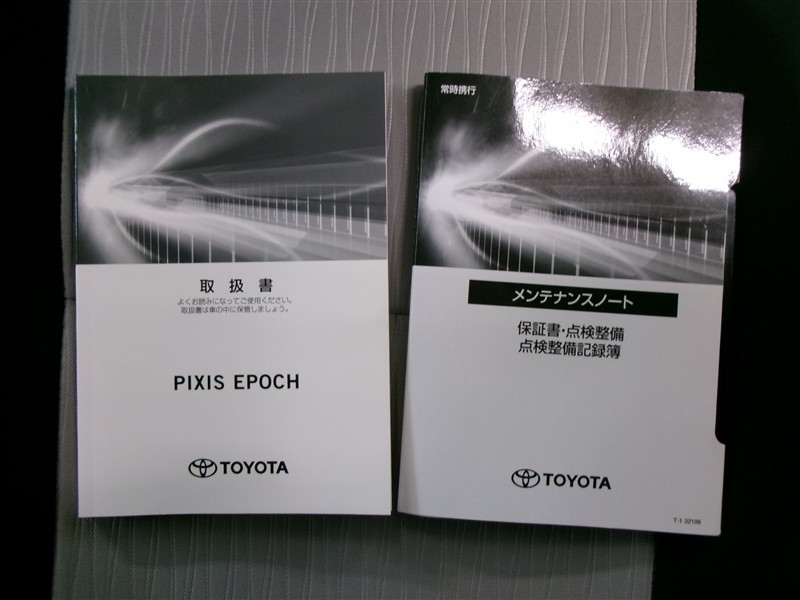 取扱書
よくお読みになってご使用ください。
取扱書は車の中に保管しましょう。
PIXIS EPOCH
TOYOTA
常時携行
メンテナンスノート
保証書・点検整備
点検整備記録簿
TOYOTA
T-1 32108